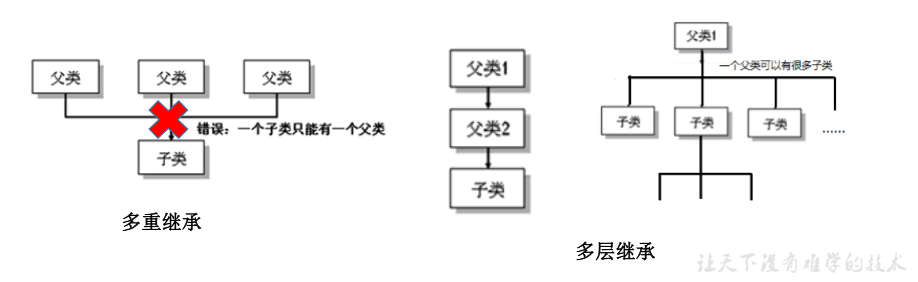 父类 父类 父类
错误：一个子类只能有一个父类
子类
多重继承
父类1
父类2
子类
父类1
一个父类可以有很多子类
子类 子类 子类 ......
多层继承
让天下没有难学的技术